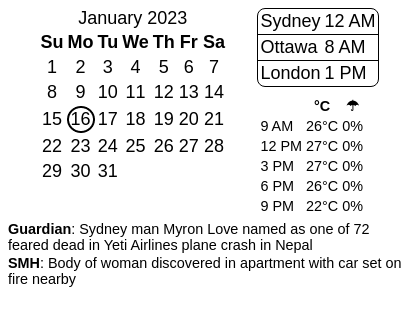 January 2023
Su Mo Tu We Th Fr Sa
1 2 3 4 5 6 7
8 9 10 11 12 13 14
15 16 17 18 19 20 21
22 23 24 25 26 27 28
29 30 31
Sydney 12 AM
Ottawa 8 AM
London 1 PM
°C ☂
9 AM 26°C 0%
12 PM 27°C 0%
3 PM 27°C 0%
6 PM 26°C 0%
9 PM 22°C 0%
Guardian: Sydney man Myron Love named as one of 72
feared dead in Yeti Airlines plane crash in Nepal
SMH: Body of woman discovered in apartment with car set on
fire nearby